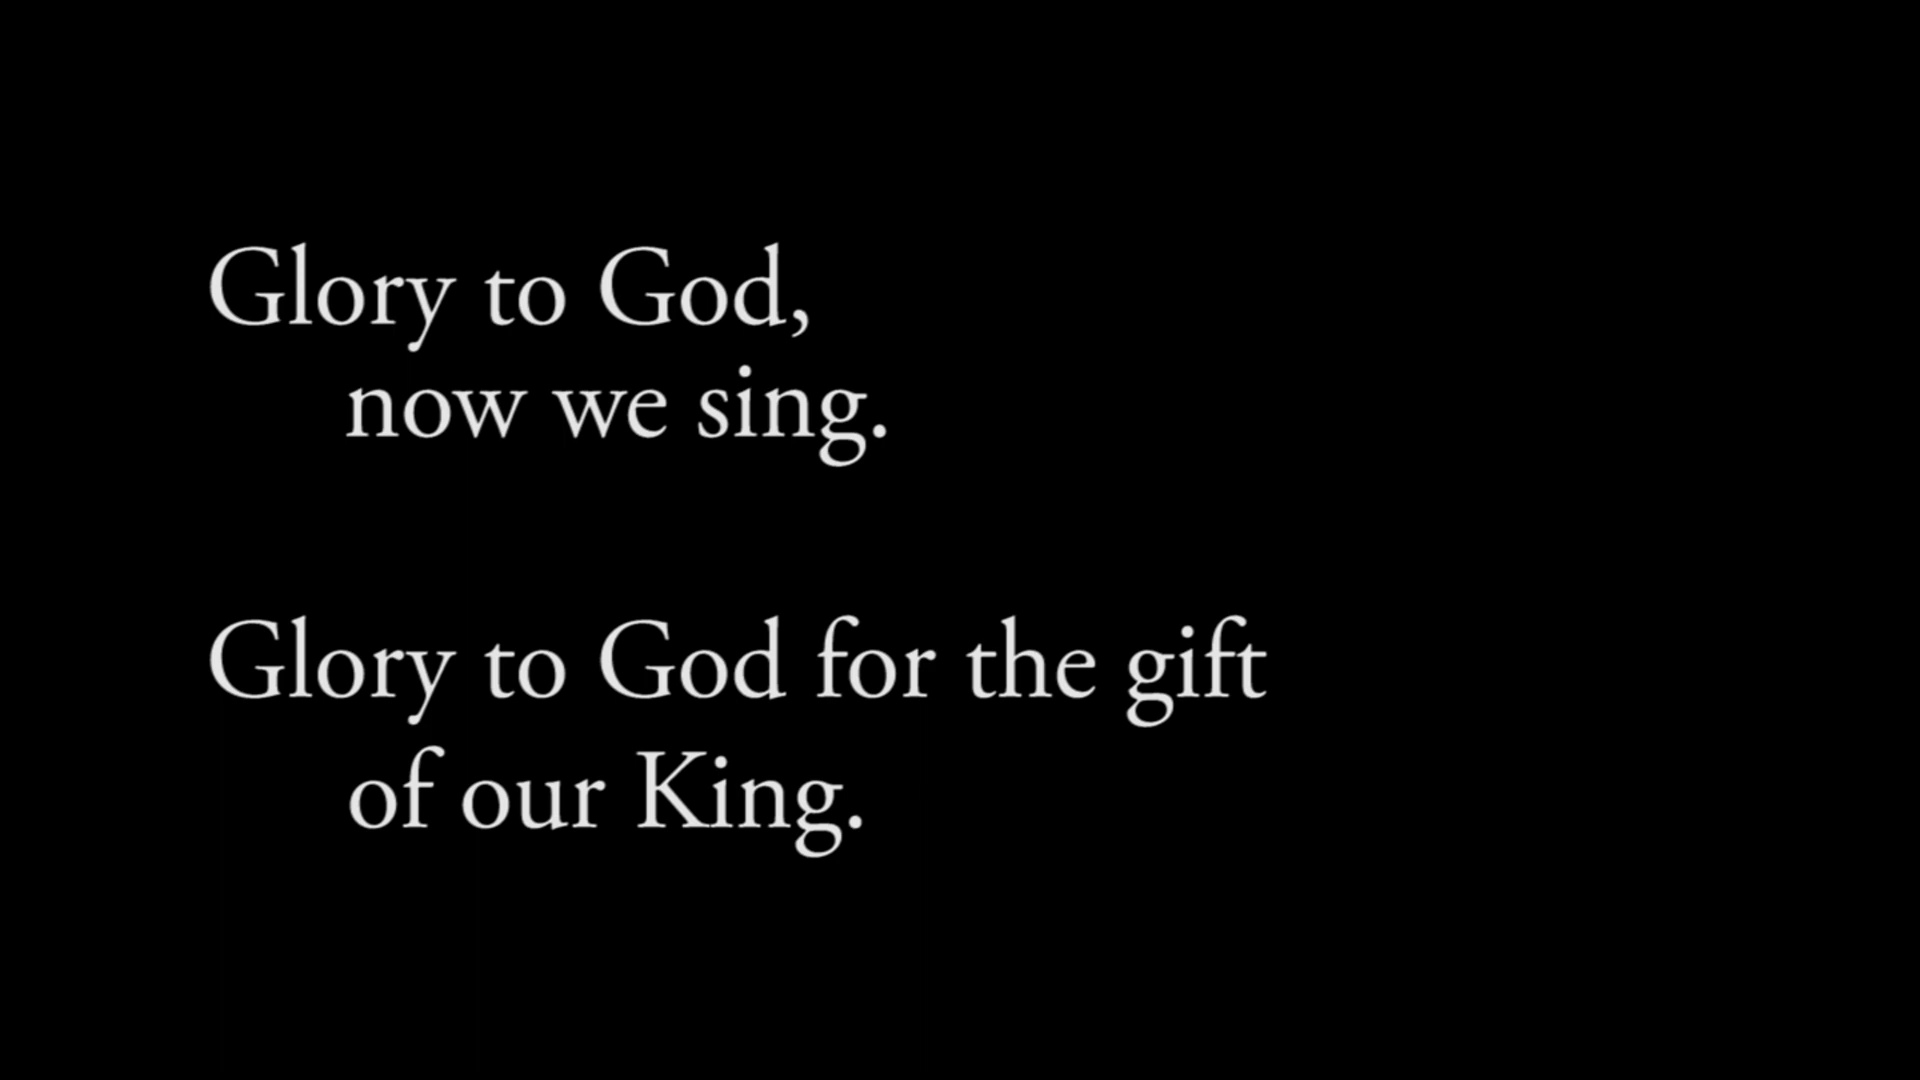 Glory to God,
now we sing.
Glory to God for the gift
of our King.